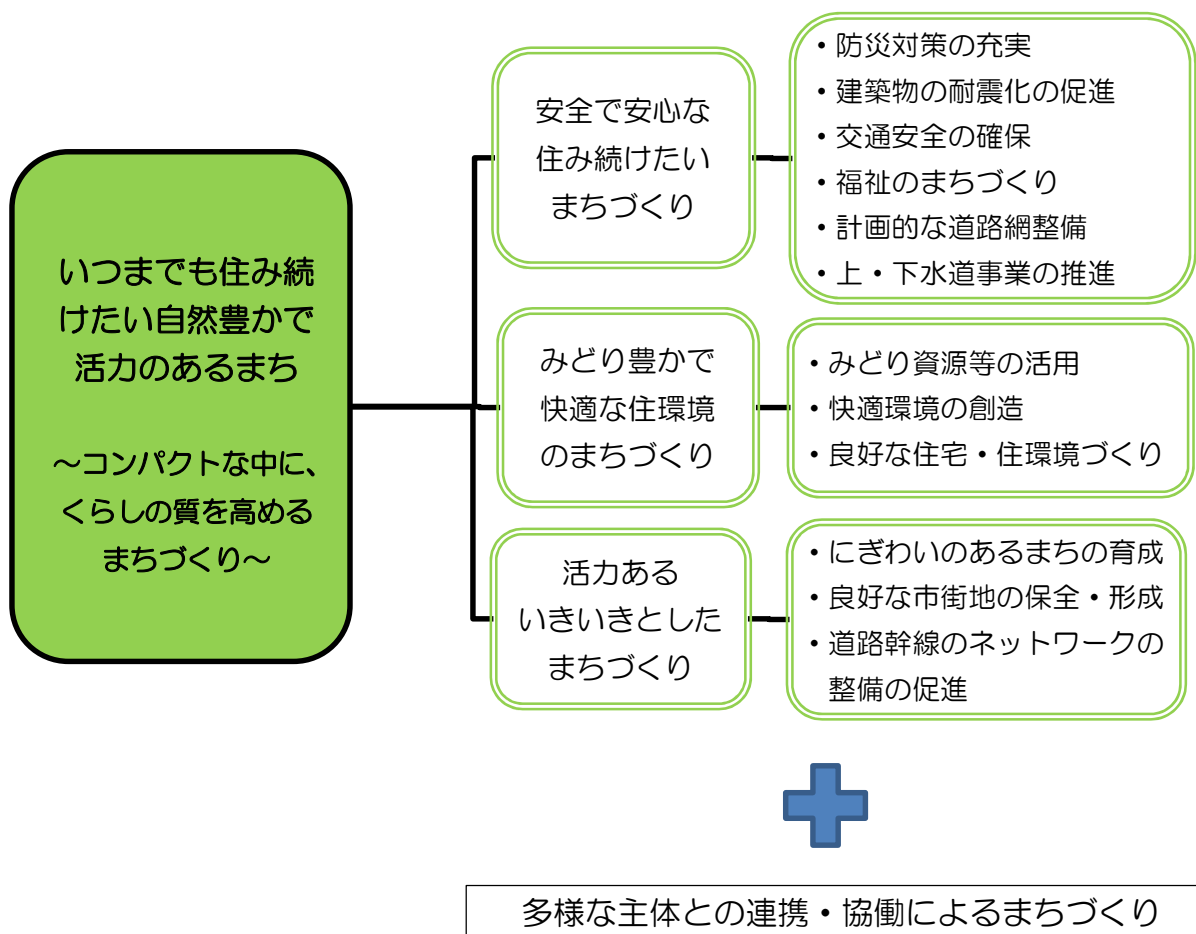 いつまでも住み続
けたい自然豊かで
活力のあるまち
～コンパクトな中に、
くらしの質を高める
まちづくり～
安全で安心な
住み続けたい
まちづくり
・防災対策の充実
・建築物の耐震化の促進
・交通安全の確保
・福祉のまちづくり
・計画的な道路網整備
・上・下水道事業の推進
みどり豊かで
快適な住環境
のまちづくり
・みどり資源等の活用
・快適環境の創造
・良好な住宅・住環境づくり
活力ある
いきいきとした
まちづくり
・にぎわいのあるまちの育成
・良好な市街地の保全・形成
・道路幹線のネットワークの
整備の促進
多様な主体との連携・協働によるまちづくり